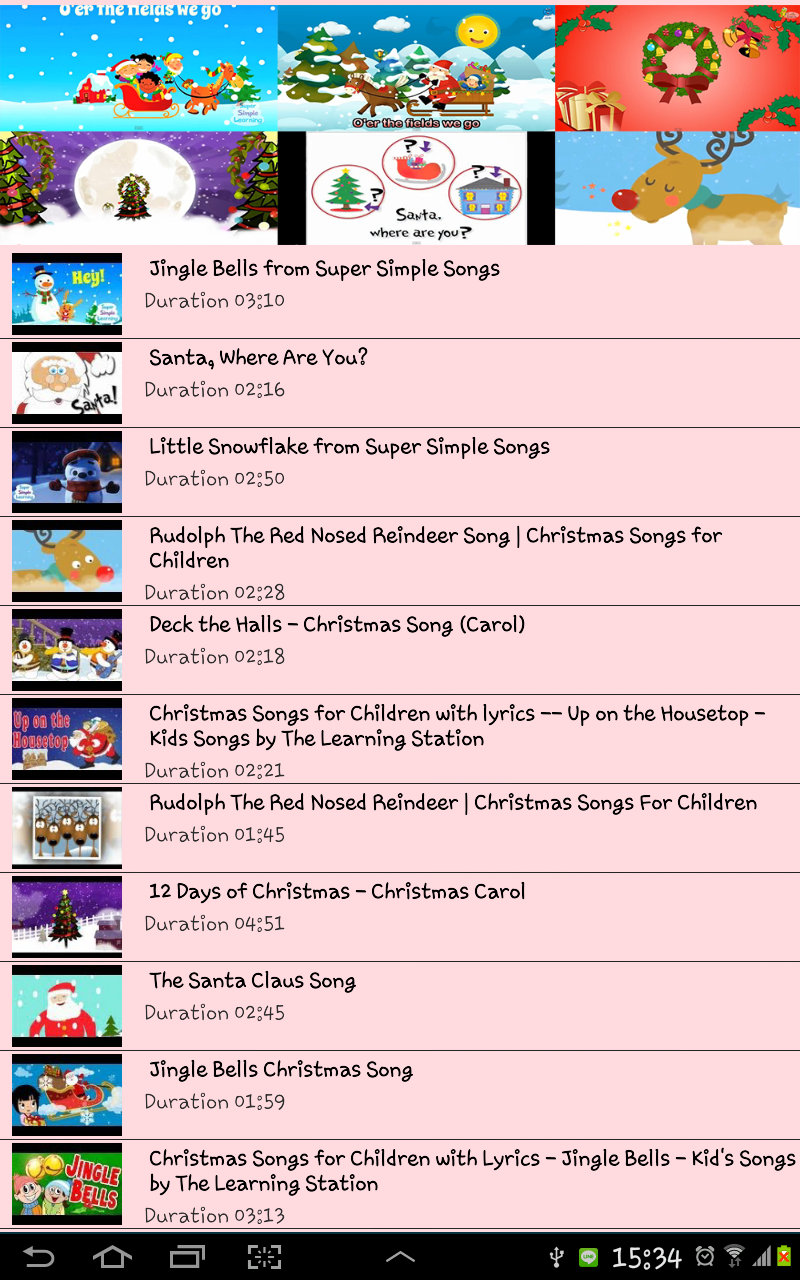 O'er the fields we go
Super
Simple
Learning
O'er the fields we go
?
?
?
Santa,
where are you?
Hey!
Super
Simple
Learning
Jingle Bells from Super Simple Songs
Duration 03:10
Santa!
Santa, Where Are You?
Duration 02:16
Super
Simple
Learning
Little Snowflake from Super Simple Songs
Duration 02:50
Rudolph The Red Nosed Reindeer Song | Christmas Songs for
Children
Duration 02:28
Deck the Halls - Christmas Song (Carol)
Duration 02:18
Up on the
Housetop
Christmas Songs for Children with lyrics -- Up on the Housetop -
Kids Songs by The Learning Station
Duration 02:21
Rudolph The Red Nosed Reindeer | Christmas Songs For Children
Duration 01:45
12 Days of Christmas - Christmas Carol
Duration 04:51
The Santa Claus Song
Duration 02:45
Jingle Bells Christmas Song
Duration 01:59
JINGLE
BELLS
Christmas Songs for Children with Lyrics - Jingle Bells - Kid's Songs
by The Learning Station
Duration 03:13
LINE
15:34